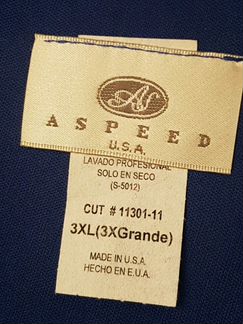 As
ASPEED
U.S.A.
LAVADO PROFESIONAL
SOLO EN SECO
(S-5012)
CUT # 11301-11
3XL(3XGrande)
MADE IN U.S.A.
HECHO EN E.U.A.